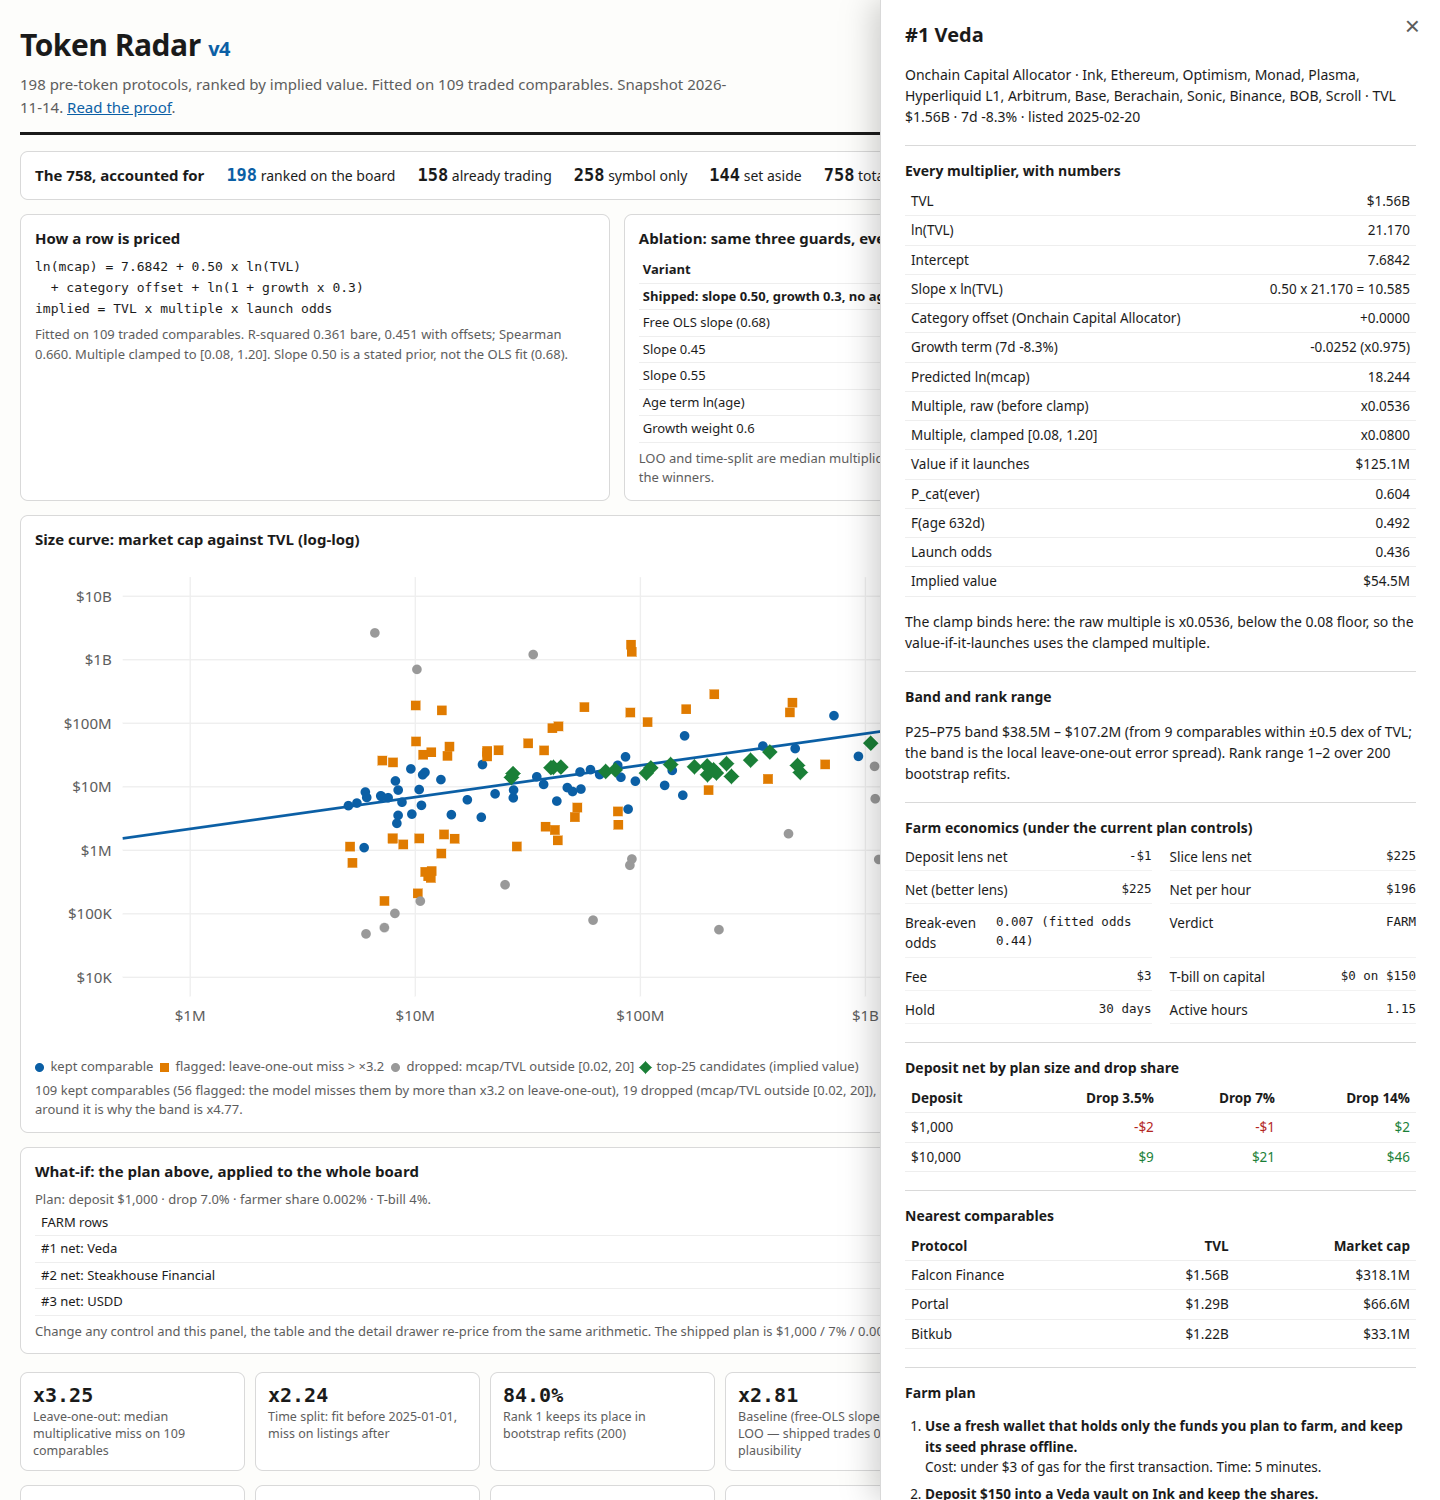 Token Radar v4
198 pre-token protocols, ranked by implied value. Fitted on 109 traded comparables. Snapshot 2026-
11-14. Read the proof.
The 758, accounted for 198 ranked on the board 158 already trading 258 symbol only 144 set aside 758
How a row is priced
ln(mcap) = 7.6842 + 0.50 x ln(TVL)
+ category offset + ln(1 + growth x 0.3)
implied = TVL x multiple x launch odds
Fitted on 109 traded comparables. R-squared 0.361 bare, 0.451 with offsets; Spearman
0.660. Multiple clamped to [0.08, 1.20]. Slope 0.50 is a stated prior, not the OLS fit (0.68).
Ablation: same three guards,
Variant
Shipped: slope 0.50, growth 0.3, no
Free OLS slope (0.68)
Slope 0.45
Slope 0.55
Age term ln(age)
Growth weight 0.6
LOO and time-split are median
the winners.
Size curve: market cap against TVL (log-log)
$10B
$1B
$100M
$10M
$1M
$100K
$10K
$1M $10M $100M $1B
kept comparable flagged: leave-one-out miss > ×3.2 dropped: mcap/TVL outside [0.02, 20] top-25 candidates (implied value)
109 kept comparables (56 flagged: the model misses them by more than x3.2 on leave-one-out), 19 dropped (mcap/TVL outside [0.02, 20]),
around it is why the band is x4.77.
What-if: the plan above, applied to the whole board
Plan: deposit $1,000 · drop 7.0% · farmer share 0.002% · T-bill 4%.
FARM rows
#1 net: Veda
#2 net: Steakhouse Financial
#3 net: USDD
Change any control and this panel, the table and the detail drawer re-price from the same arithmetic. The shipped plan is $1,000 / 7% /
x3.25
Leave-one-out: median
multiplicative miss on 109
comparables
x2.24
Time split: fit before 2025-01-01,
miss on listings after
84.0%
Rank 1 keeps its place in
bootstrap refits (200)
x2.81
Baseline (free-OLS slope
LOO — shipped trades
plausibility
#1 Veda
✕
Onchain Capital Allocator · Ink, Ethereum, Optimism, Monad, Plasma,
Hyperliquid L1, Arbitrum, Base, Berachain, Sonic, Binance, BOB, Scroll · TVL
$1.56B · 7d -8.3% · listed 2025-02-20
Every multiplier, with numbers
TVL $1.56B
ln(TVL) 21.170
Intercept 7.6842
Slope x ln(TVL) 0.50 x 21.170 = 10.585
Category offset (Onchain Capital Allocator) +0.0000
Growth term (7d -8.3%) -0.0252 (x0.975)
Predicted ln(mcap) 18.244
Multiple, raw (before clamp) x0.0536
Multiple, clamped [0.08, 1.20] x0.0800
Value if it launches $125.1M
P_cat(ever) 0.604
F(age 632d) 0.492
Launch odds 0.436
Implied value $54.5M
The clamp binds here: the raw multiple is x0.0536, below the 0.08 floor, so the
value-if-it-launches uses the clamped multiple.
Band and rank range
P25–P75 band $38.5M – $107.2M (from 9 comparables within ±0.5 dex of TVL;
the band is the local leave-one-out error spread). Rank range 1–2 over 200
bootstrap refits.
Farm economics (under the current plan controls)
Deposit lens net -$1 Slice lens net $225
Net (better lens) $225 Net per hour $196
Break-even odds 0.007 (fitted odds 0.44) Verdict FARM
Fee $3 T-bill on capital $0 on $150
Hold 30 days Active hours 1.15
Deposit net by plan size and drop share
Deposit Drop 3.5% Drop 7% Drop 14%
$1,000 -$2 -$1 $2
$10,000 $9 $21 $46
Nearest comparables
Protocol TVL Market cap
Falcon Finance $1.56B $318.1M
Portal $1.29B $66.6M
Bitkub $1.22B $33.1M
Farm plan
1. Use a fresh wallet that holds only the funds you plan to farm, and keep
its seed phrase offline.
Cost: under $3 of gas for the first transaction. Time: 5 minutes.
2. Deposit $150 into a Veda vault on Ink and keep the shares.